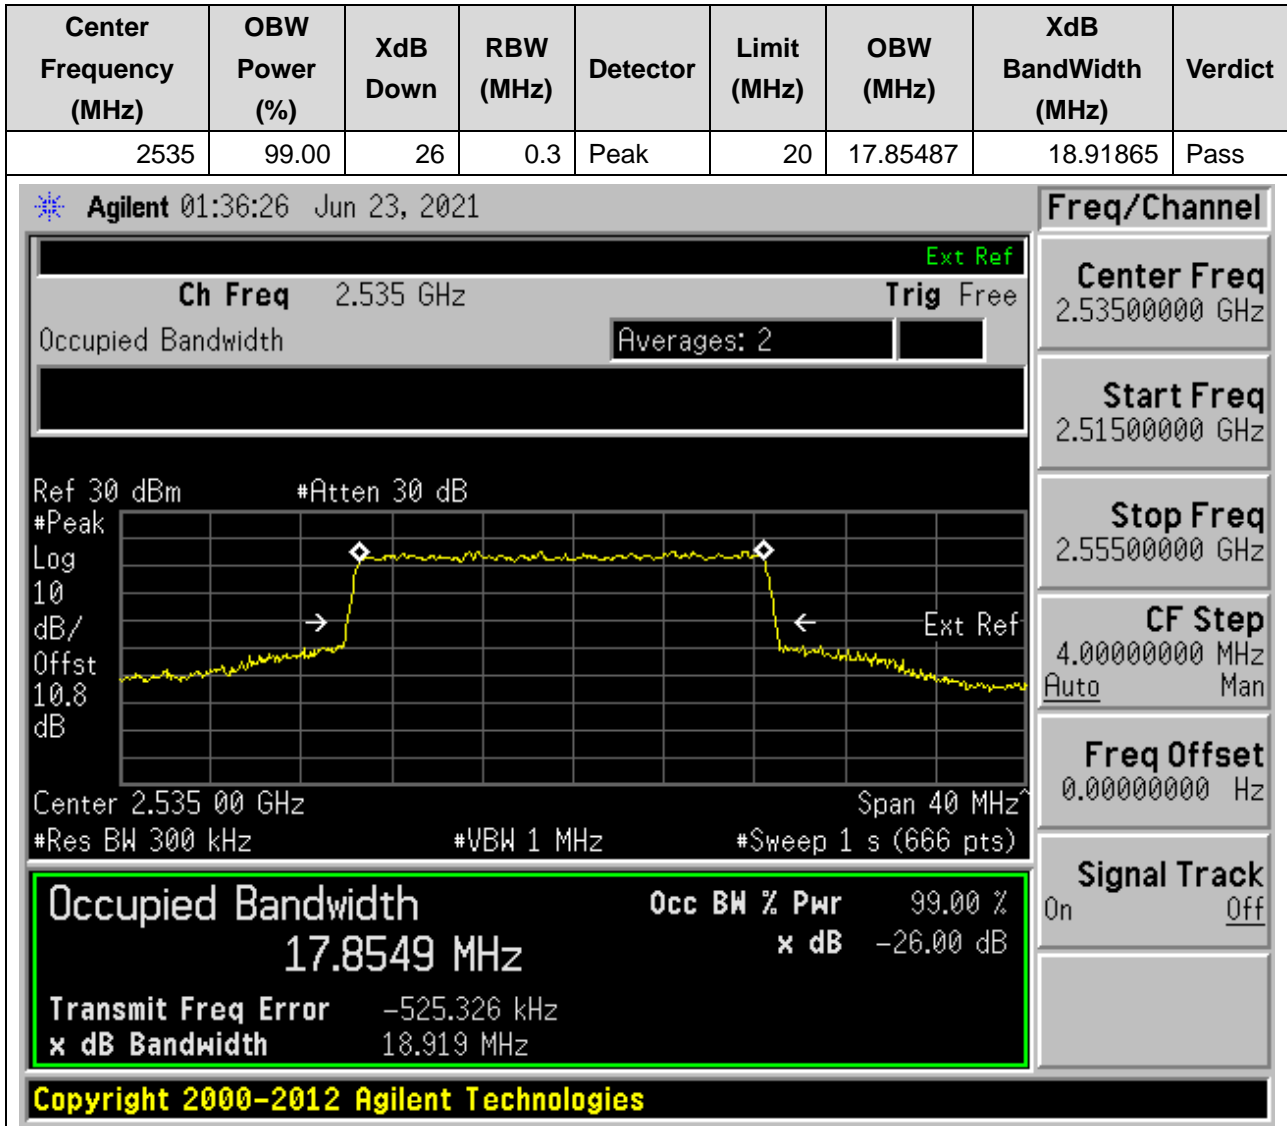 Center Frequency (MHz) OBW Power (%) XdB Down RBW (MHz) Detector Limit (MHz) OBW (MHz) XdB BandWidth (MHz) Verdict
2535 99.00 26 0.3 Peak 20 17.85487 18.91865 Pass
Agilent 01:36:26 Jun 23, 2021
Freq/Channel
Ext Ref
Ch Freq 2.535 GHz Trig Free
Occupied Bandwidth Averages: 2
Center Freq
2.53500000 GHz
Start Freq
2.51500000 GHz
Stop Freq
2.55500000 GHz
CF Step
4.00000000 MHz
Auto Man
Freq Offset
0.00000000 Hz
Signal Track
On Off
Ref 30 dBm #Atten 30 dB
#Peak
Log
10
dB/
Offst
10.8
dB
Ext Ref
Center 2.535 00 GHz Span 40 MHz^
#Res BW 300 kHz #VBW 1 MHz #Sweep 1 s (666 pts)
Occupied Bandwidth Occ BW % Pwr 99.00 %
17.8549 MHz x dB -26.00 dB
Transmit Freq Error -525.326 kHz
x dB Bandwidth 18.919 MHz
Copyright 2000-2012 Agilent Technologies